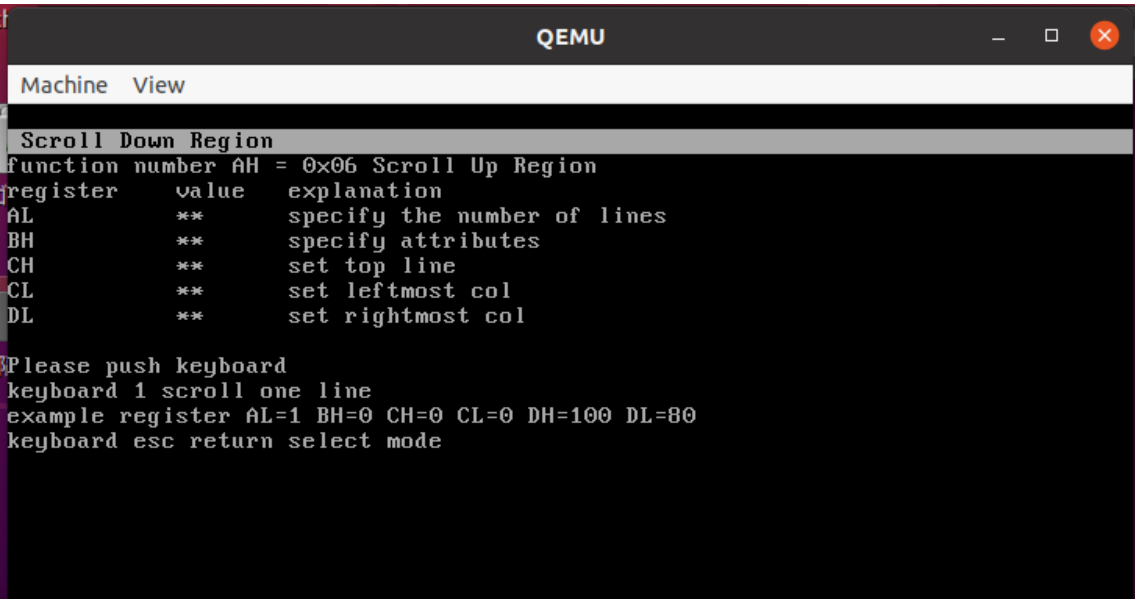 QEMU
Machine View
Scroll Down Region
function number AH = 0x06 Scroll Up Region
register value explanation
AL ** specify the number of lines
BH ** specify attributes
CH ** set top line
CL ** set leftmost col
DL ** set rightmost col
Please push keyboard
keyboard 1 scroll one line
example register AL=1 BH=0 CH=0 CL=0 DH=100 DL=80
keyboard esc return select mode